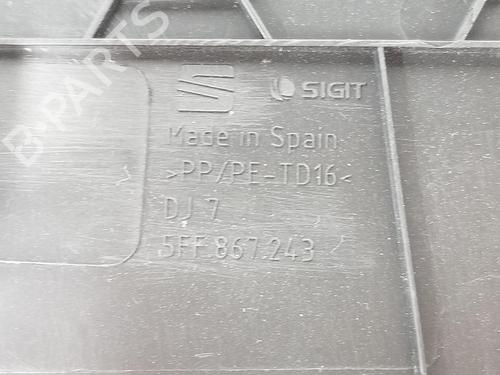 B-PARTS
SIGIT
Made in Spain
>PP/PE-TD16<
DJ 7
5FF.867.243